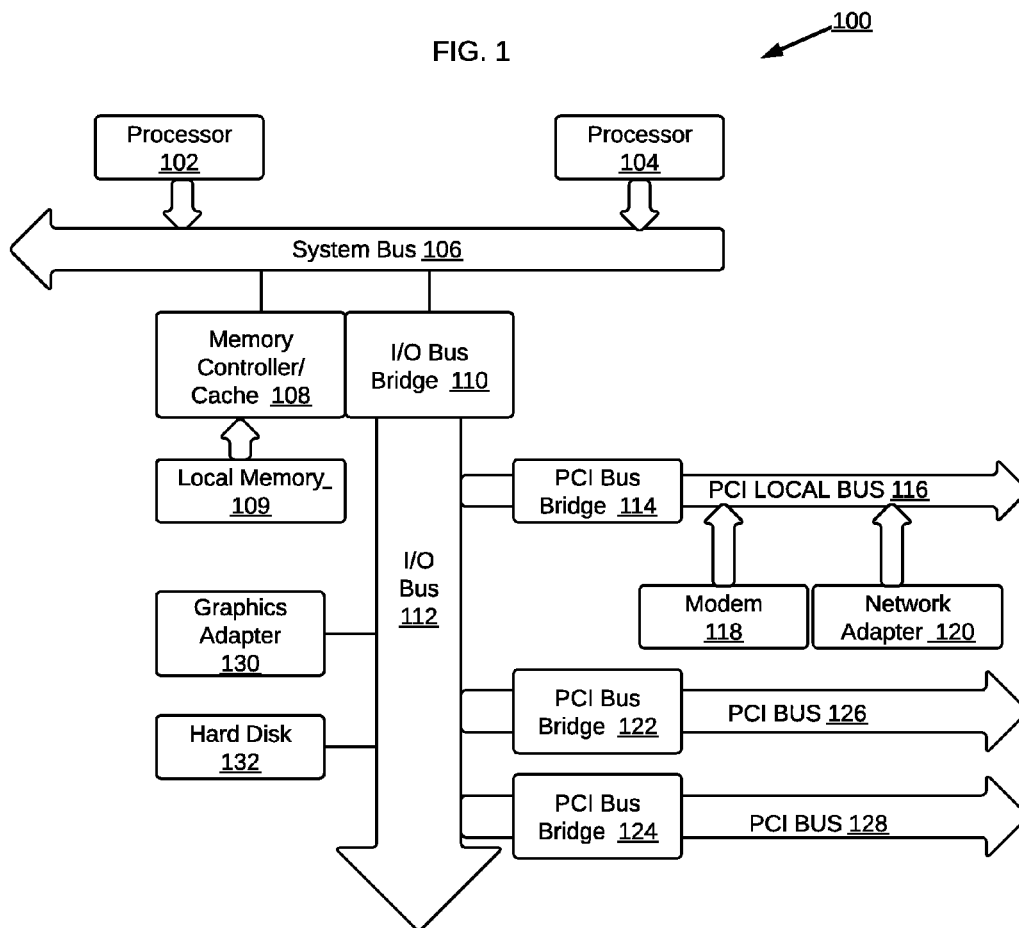 100
FIG. 1
Processor
102
Processor
104
System Bus 106
Memory
Controller/
Cache 108
I/O Bus
Bridge 110
Local Memory_
109
PCI Bus
Bridge 114
PCI LOCAL BUS 116
I/O
Bus
112
Graphics
Adapter
130
Modem
118
Network
Adapter 120
PCI Bus
Bridge 122
PCI BUS 126
Hard Disk
132
PCI Bus
Bridge 124
PCI BUS 128